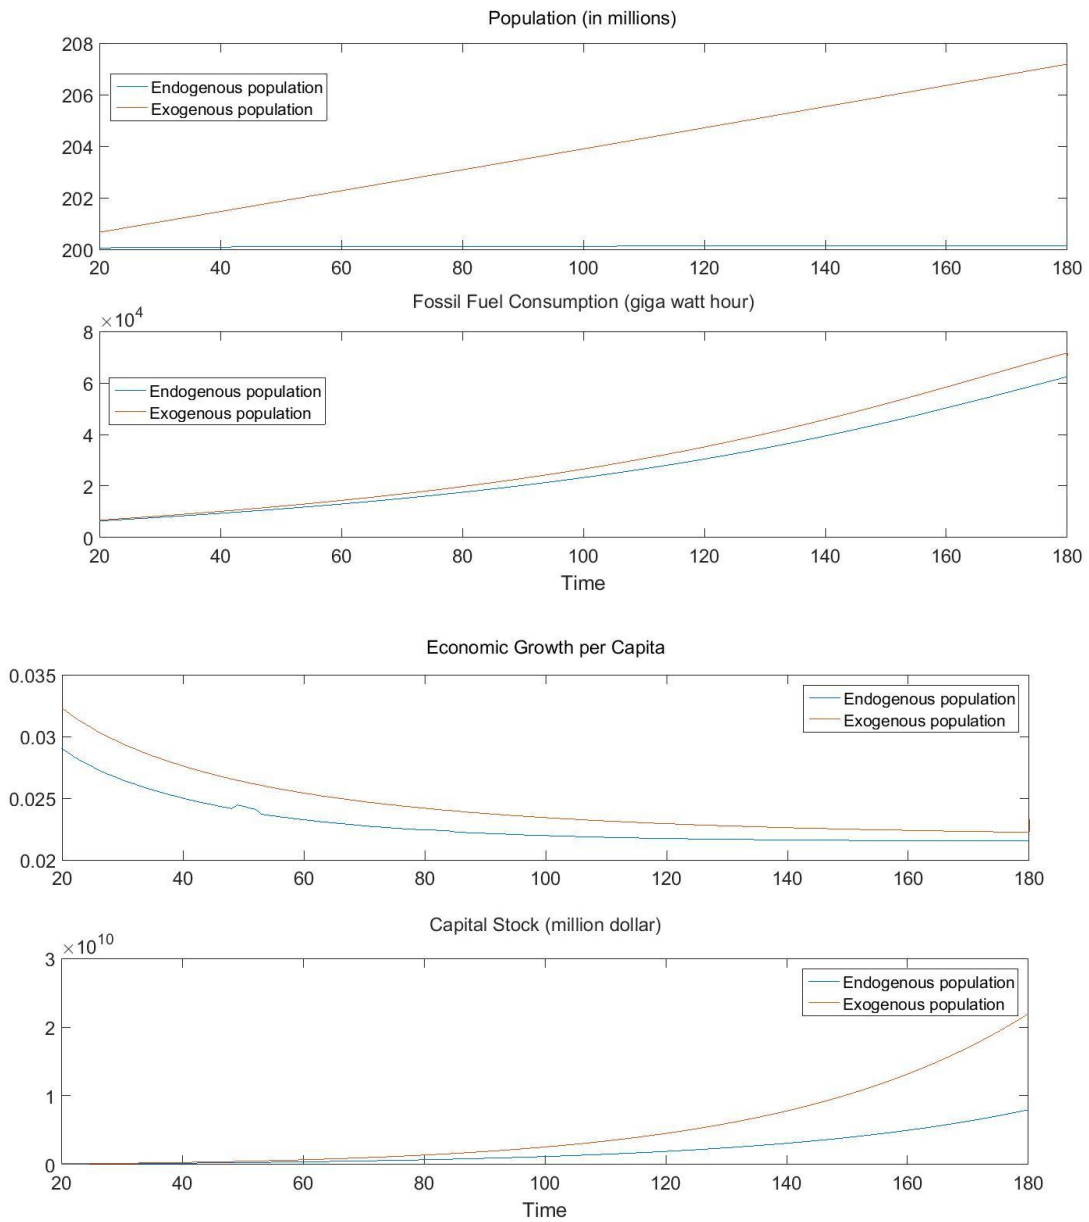 Population (in millions)
208
206
204
202
200
Endogenous population
Exogenous population
20 40 60 80 100 120 140 160 180
Fossil Fuel Consumption (giga watt hour)
×10^4
8
6
4
2
0
Endogenous population
Exogenous population
20 40 60 80 100 120 140 160 180
Time
Economic Growth per Capita
0.035
0.03
0.025
0.02
Endogenous population
Exogenous population
20 40 60 80 100 120 140 160 180
Capital Stock (million dollar)
×10^10
3
2
1
0
Endogenous population
Exogenous population
20 40 60 80 100 120 140 160 180
Time